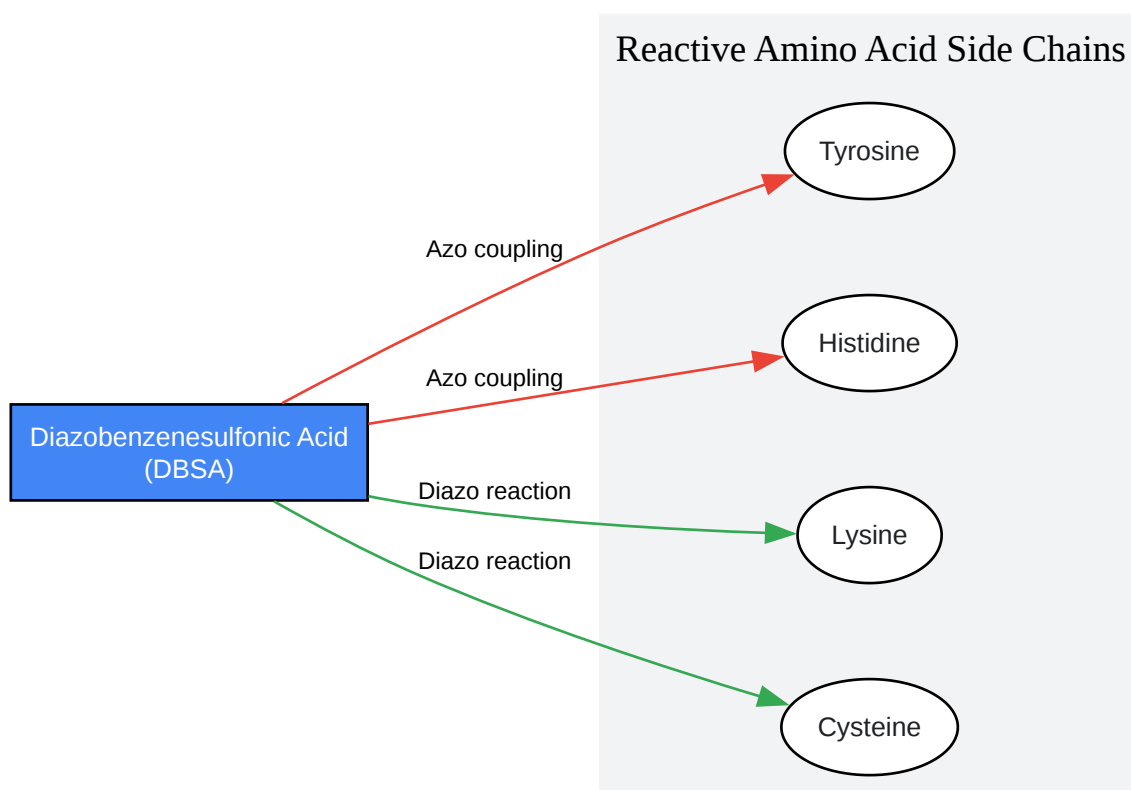 Reactive Amino Acid Side Chains
Tyrosine
Azo coupling
Histidine
Azo coupling
Diazobenzenesulfonic Acid
(DBSA)
Diazo reaction
Lysine
Diazo reaction
Cysteine